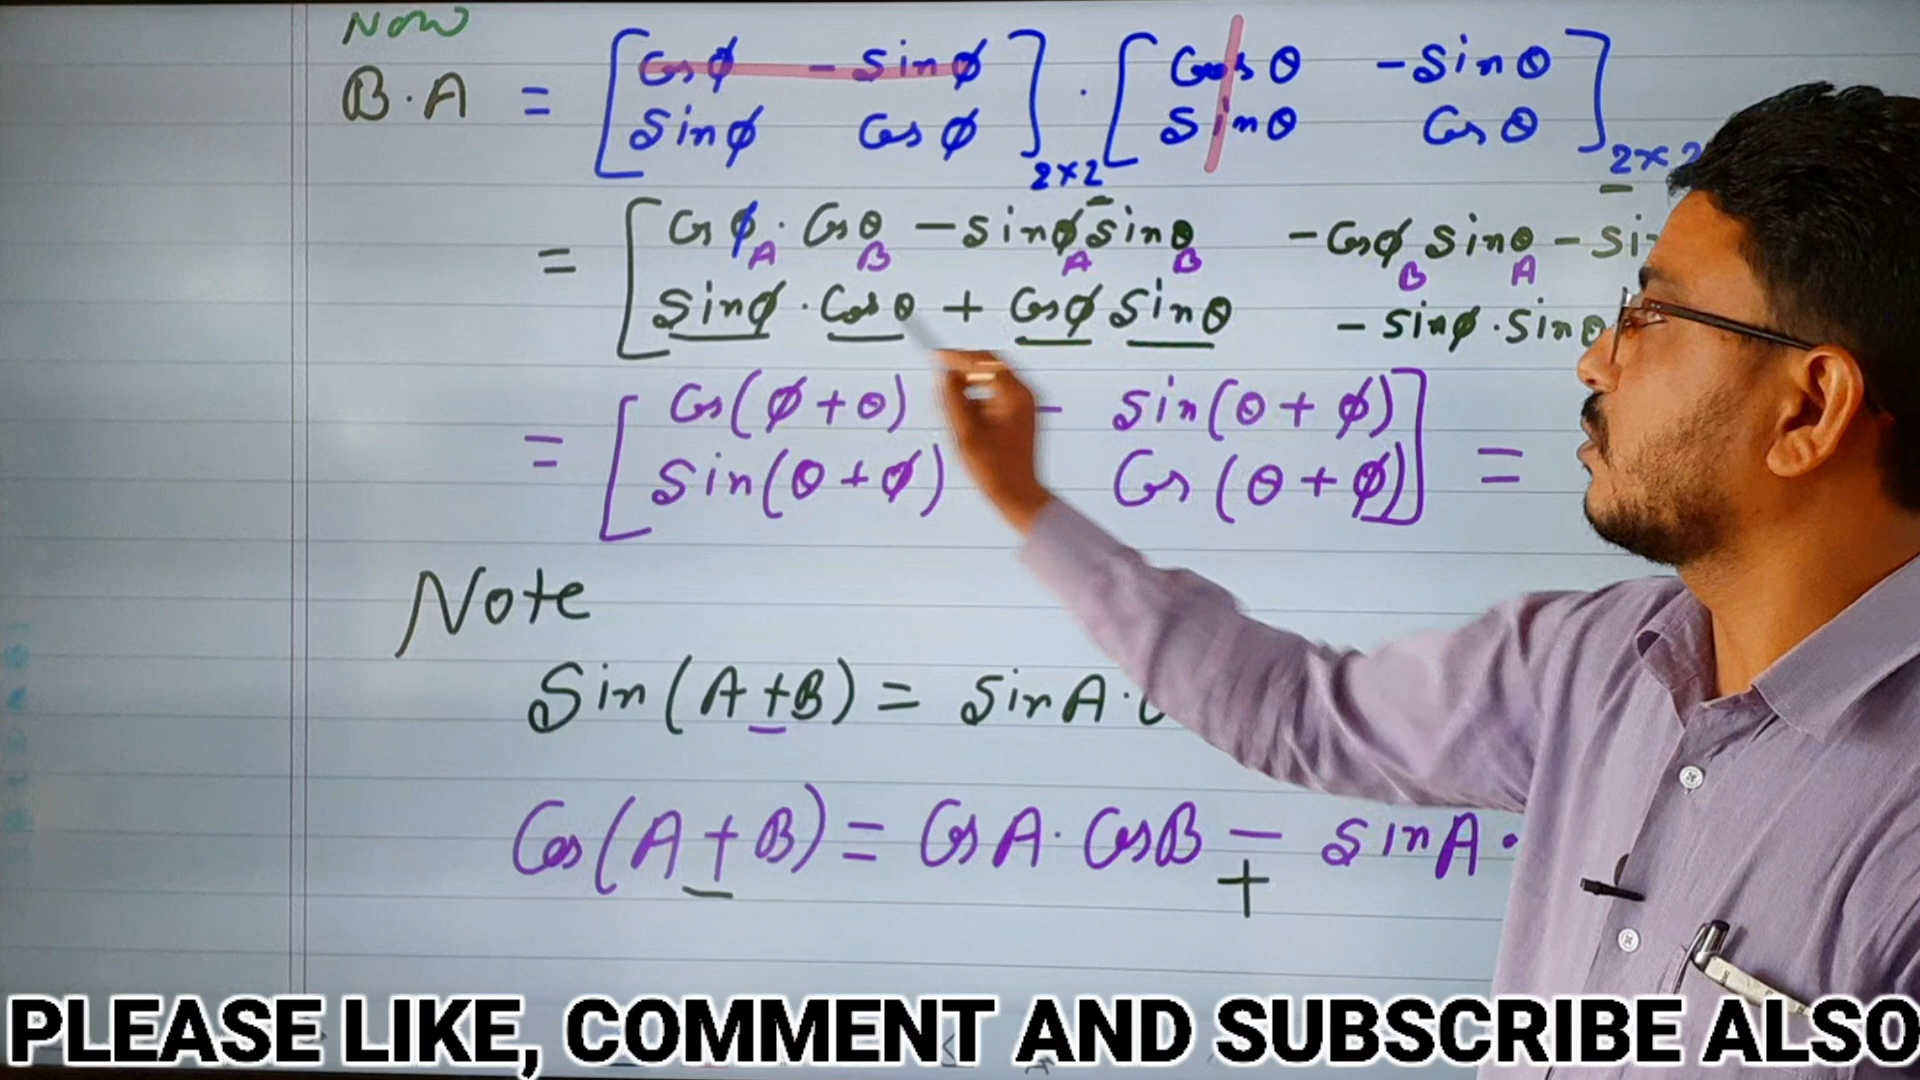 Now
B·A = [Cosϕ -Sinϕ]2×2 · [Cosθ -Sinθ]2×2
[Sinϕ Cosϕ] [Sinθ Cosθ]
= [Cosϕ·Cosθ - Sinϕ Sinθ -Cosϕ Sinθ - Si
A B A B B A
Sinϕ·Cosθ + Cosϕ Sinθ - Sinϕ·Sinθ
= [Cos(ϕ+θ) - Sin(θ+ϕ)]
[Sin(θ+ϕ) Cos(θ+ϕ)] =
Note
Sin(A+B) = SinA·
Cos(A+B) = CosA·CosB - SinA·
+
PLEASE LIKE, COMMENT AND SUBSCRIBE ALSO